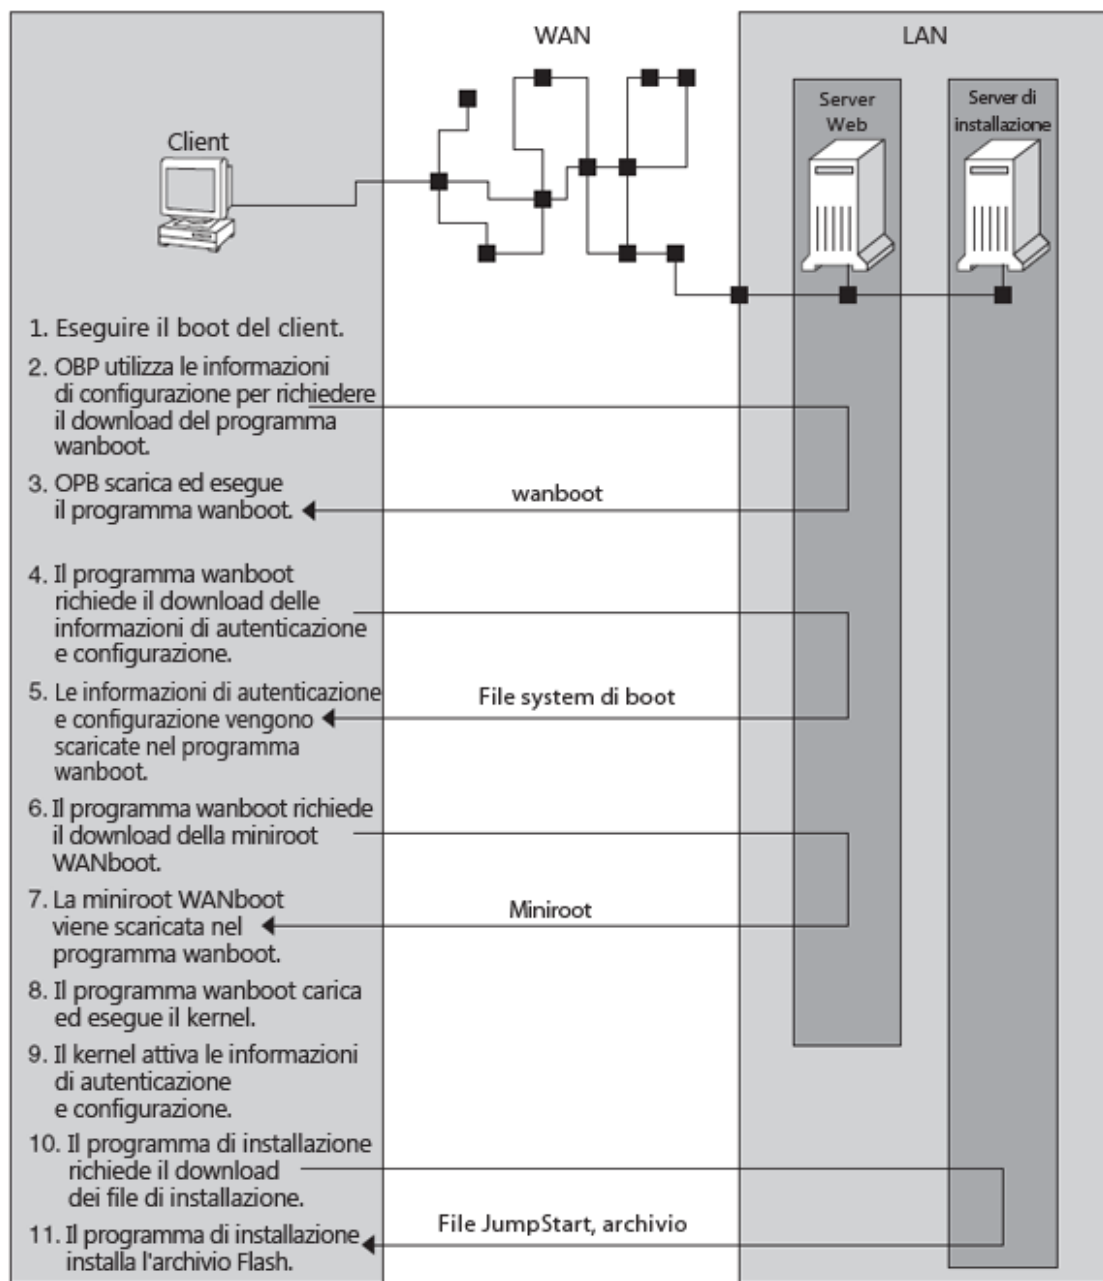 WAN
LAN
Client
Server
Web
Server di
installazione
1. Eseguire il boot del client.
2. OBP utilizza le informazioni
di configurazione per richiedere
il download del programma
wanboot.
3. OPB scarica ed esegue
il programma wanboot.
wanboot
4. Il programma wanboot
richiede il download delle
informazioni di autenticazione
e configurazione.
5. Le informazioni di autenticazione
e configurazione vengono
scaricate nel programma
wanboot.
File system di boot
6. Il programma wanboot richiede
il download della miniroot
WANboot.
7. La miniroot WANboot
viene scaricata nel
programma wanboot.
Miniroot
8. Il programma wanboot carica
ed esegue il kernel.
9. Il kernel attiva le informazioni
di autenticazione
e configurazione.
10. Il programma di installazione
richiede il download
dei file di installazione.
11. Il programma di installazione
installa l'archivio Flash.
File JumpStart, archivio